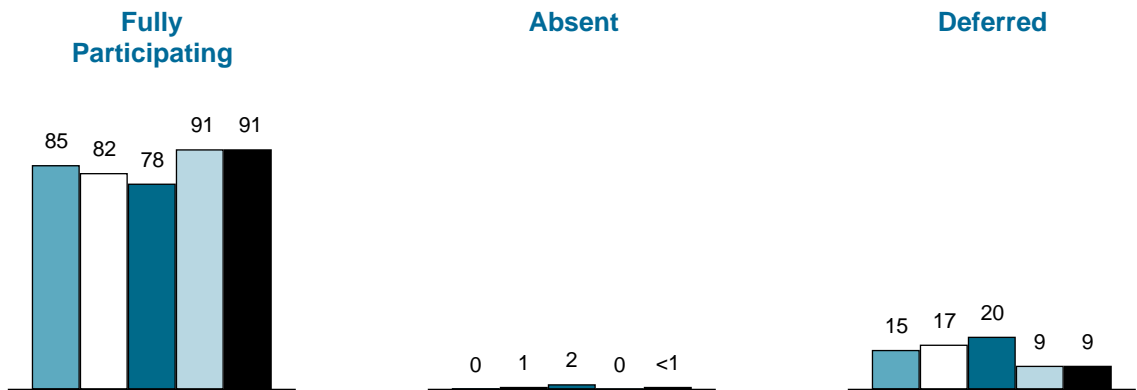 Fully
Participating
Absent
Deferred
85 82 78 91 91
0 1 2 0 <1
15 17 20 9 9